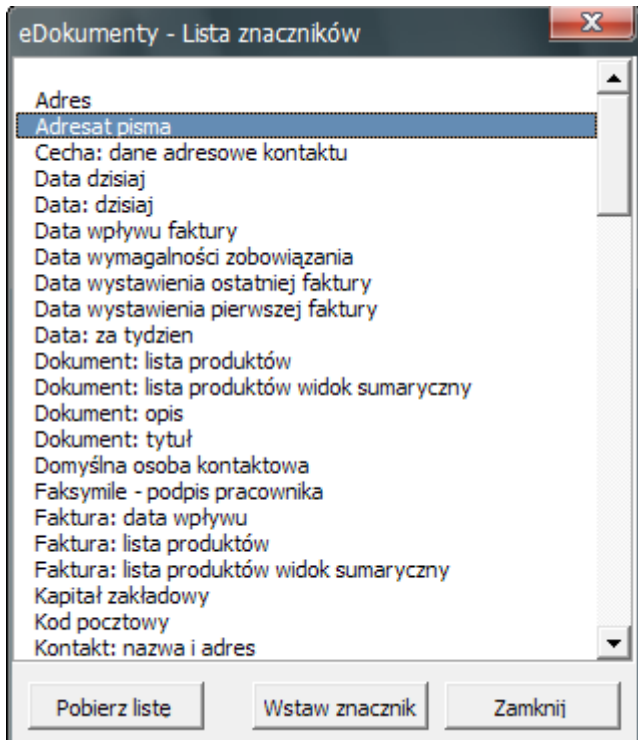 eDokumenty - Lista znaczników
Adres
Adresat pisma
Cecha: dane adresowe kontaktu
Data dzisiaj
Data: dzisiaj
Data wpływu faktury
Data wymagalności zobowiązania
Data wystawienia ostatniej faktury
Data wystawienia pierwszej faktury
Data: za tydzien
Dokument: lista produktów
Dokument: lista produktów widok sumaryczny
Dokument: opis
Dokument: tytuł
Domyślna osoba kontaktowa
Faksymile - podpis pracownika
Faktura: data wpływu
Faktura: lista produktów
Faktura: lista produktów widok sumaryczny
Kapitał zakładowy
Kod pocztowy
Kontakt: nazwa i adres
Pobierz listę Wstaw znacznik Zamknij